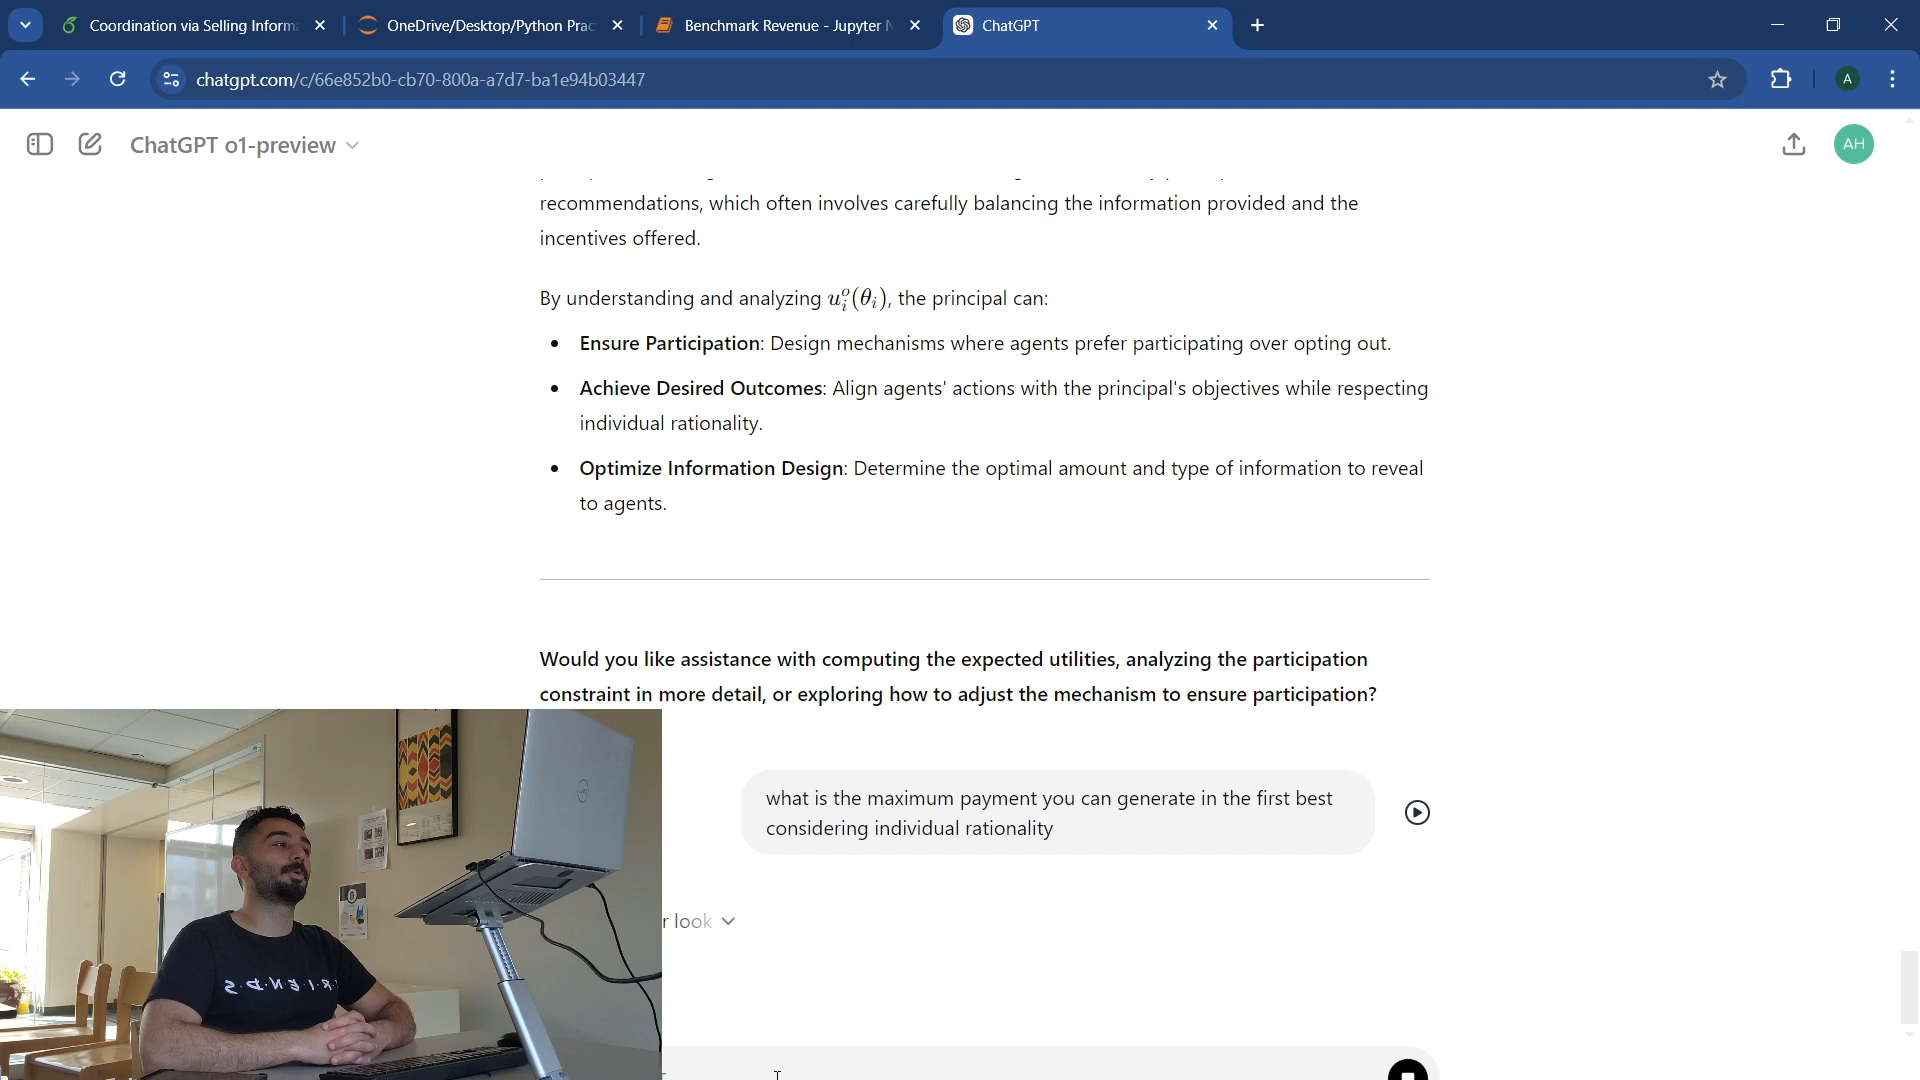 Coordination via Selling Inform
OneDrive/Desktop/Python Prac
Benchmark Revenue - Jupyter N
ChatGPT
chatgpt.com/c/66e852b0-cb70-800a-a7d7-ba1e94b03447
A
ChatGPT o1-preview
AH
recommendations, which often involves carefully balancing the information provided and the
incentives offered.
By understanding and analyzing u_i^o(θ_i), the principal can:
• Ensure Participation: Design mechanisms where agents prefer participating over opting out.
• Achieve Desired Outcomes: Align agents' actions with the principal's objectives while respecting
individual rationality.
• Optimize Information Design: Determine the optimal amount and type of information to reveal
to agents.
Would you like assistance with computing the expected utilities, analyzing the participation
constraint in more detail, or exploring how to adjust the mechanism to ensure participation?
what is the maximum payment you can generate in the first best
considering individual rationality
r look